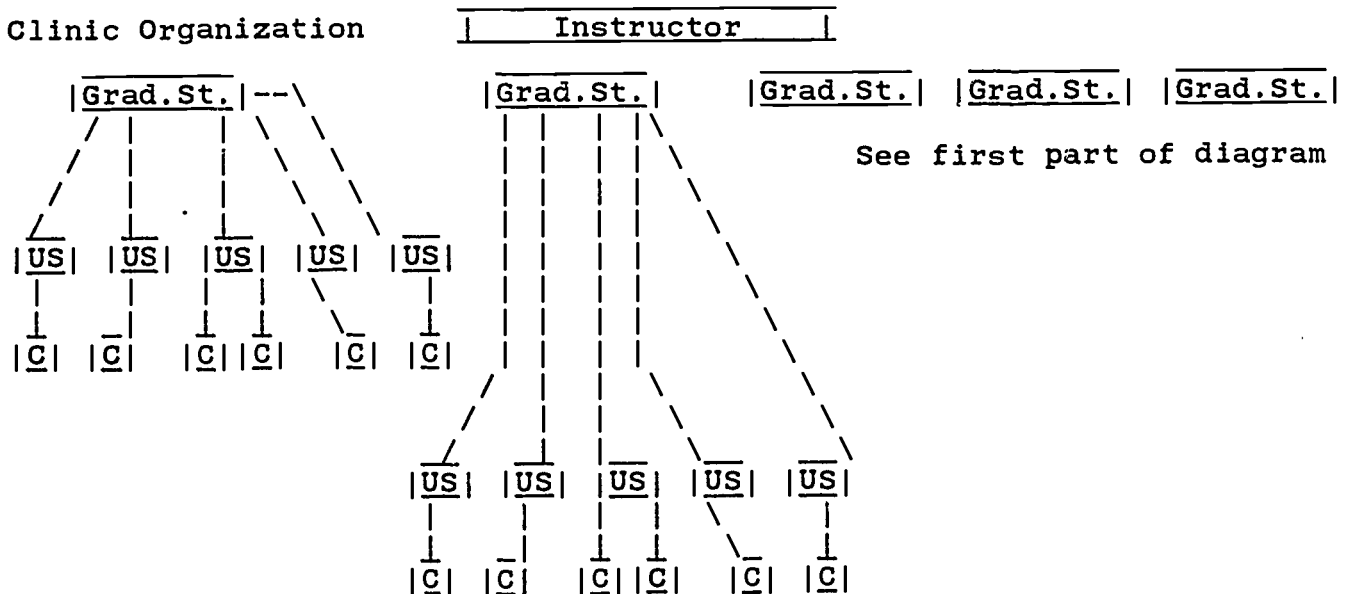 Clinic Organization Instructor
Grad.St. Grad.St. Grad.St. Grad.St. Grad.St.
See first part of diagram
US US US US US
C C C C C C
US US US US US
C C C C C C